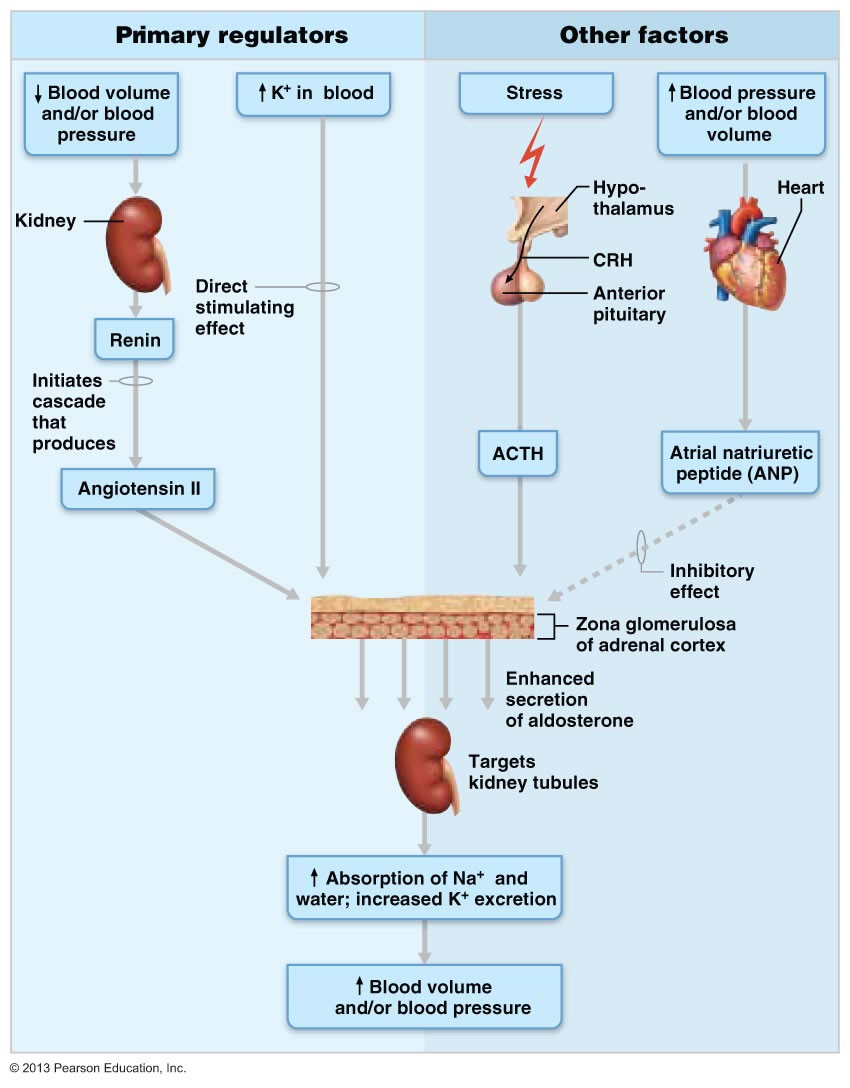 Primary regulators
Other factors
↓ Blood volume
and/or blood
pressure
↑ K⁺ in blood
Stress
↑ Blood pressure
and/or blood
volume
Kidney
Hypo-
thalamus
Heart
CRH
Anterior
pituitary
Direct
stimulating
effect
Renin
Initiates
cascade
that
produces
ACTH
Atrial natriuretic
peptide (ANP)
Angiotensin II
Inhibitory
effect
Zona glomerulosa
of adrenal cortex
Enhanced
secretion
of aldosterone
Targets
kidney tubules
↑ Absorption of Na⁺ and
water; increased K⁺ excretion
↑ Blood volume
and/or blood pressure
© 2013 Pearson Education, Inc.